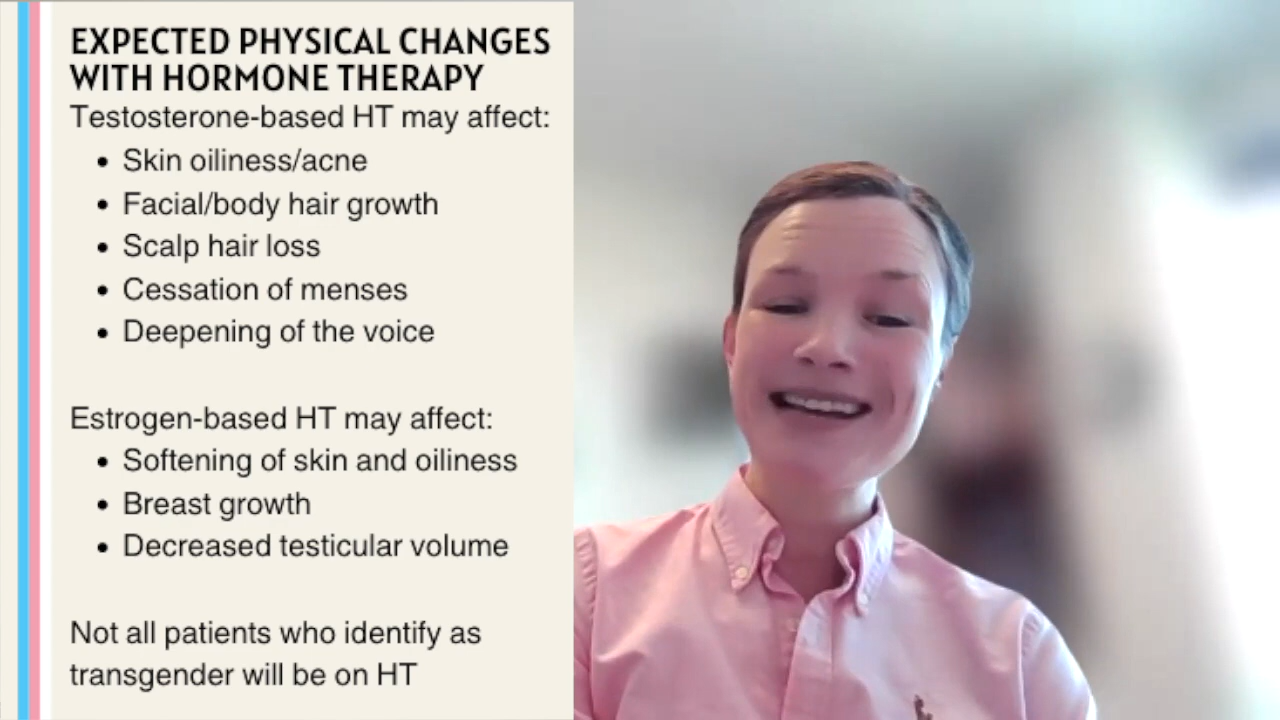 EXPECTED PHYSICAL CHANGES
WITH HORMONE THERAPY
Testosterone-based HT may affect:
• Skin oiliness/acne
• Facial/body hair growth
• Scalp hair loss
• Cessation of menses
• Deepening of the voice
Estrogen-based HT may affect:
• Softening of skin and oiliness
• Breast growth
• Decreased testicular volume
Not all patients who identify as
transgender will be on HT